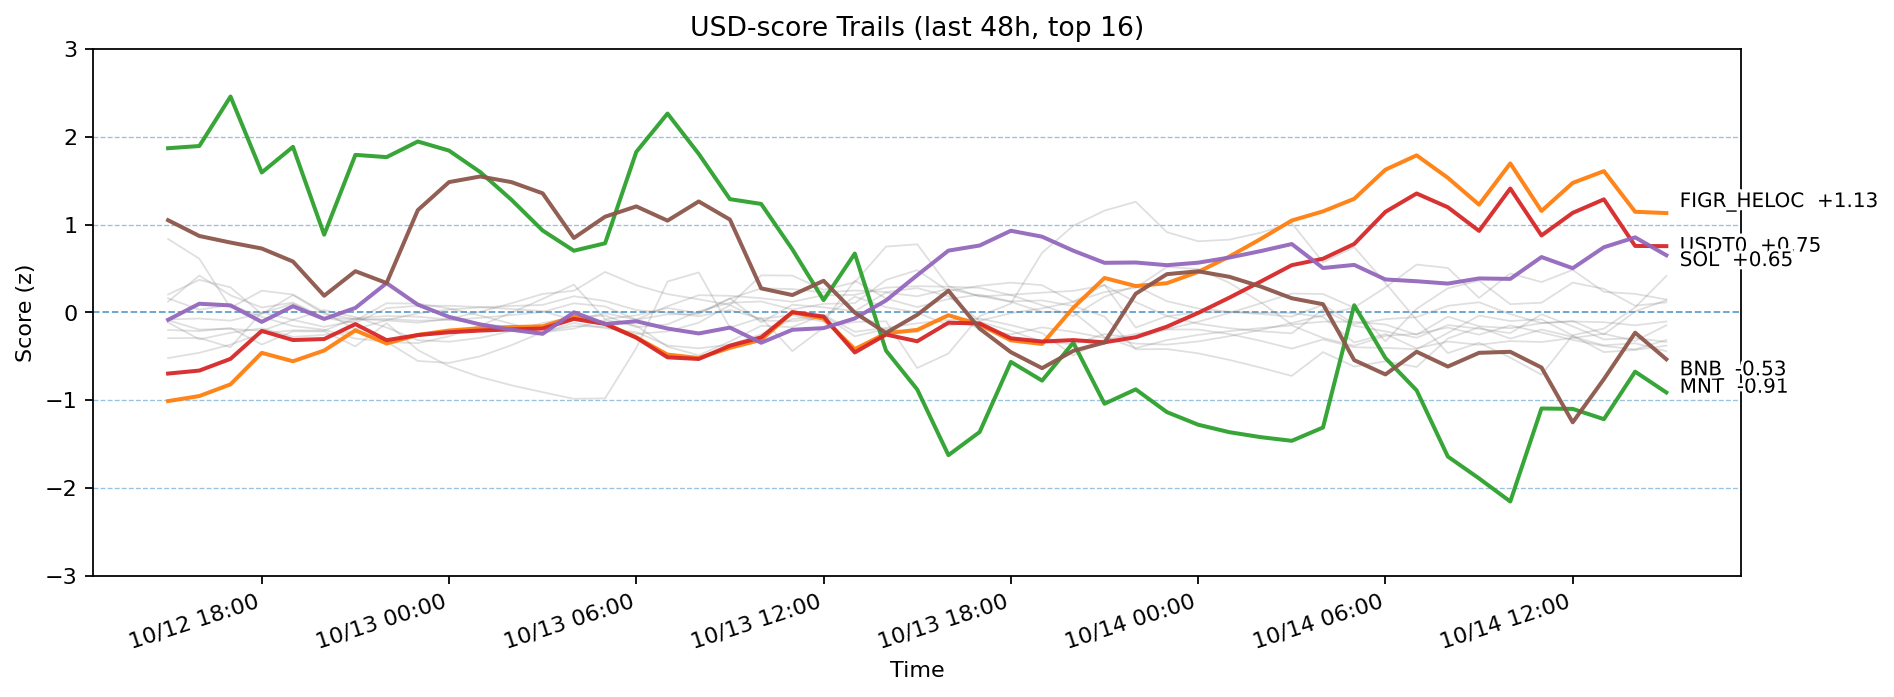 USD-score Trails (last 48h, top 16)
Score (z)
3
2
1
0
−1
−2
−3
FIGR_HELOC +1.13
USDT0 +0.75
SOL +0.65
BNB -0.53
MNT -0.91
10/12 18:00
10/13 00:00
10/13 06:00
10/13 12:00
10/13 18:00
10/14 00:00
10/14 06:00
10/14 12:00
Time